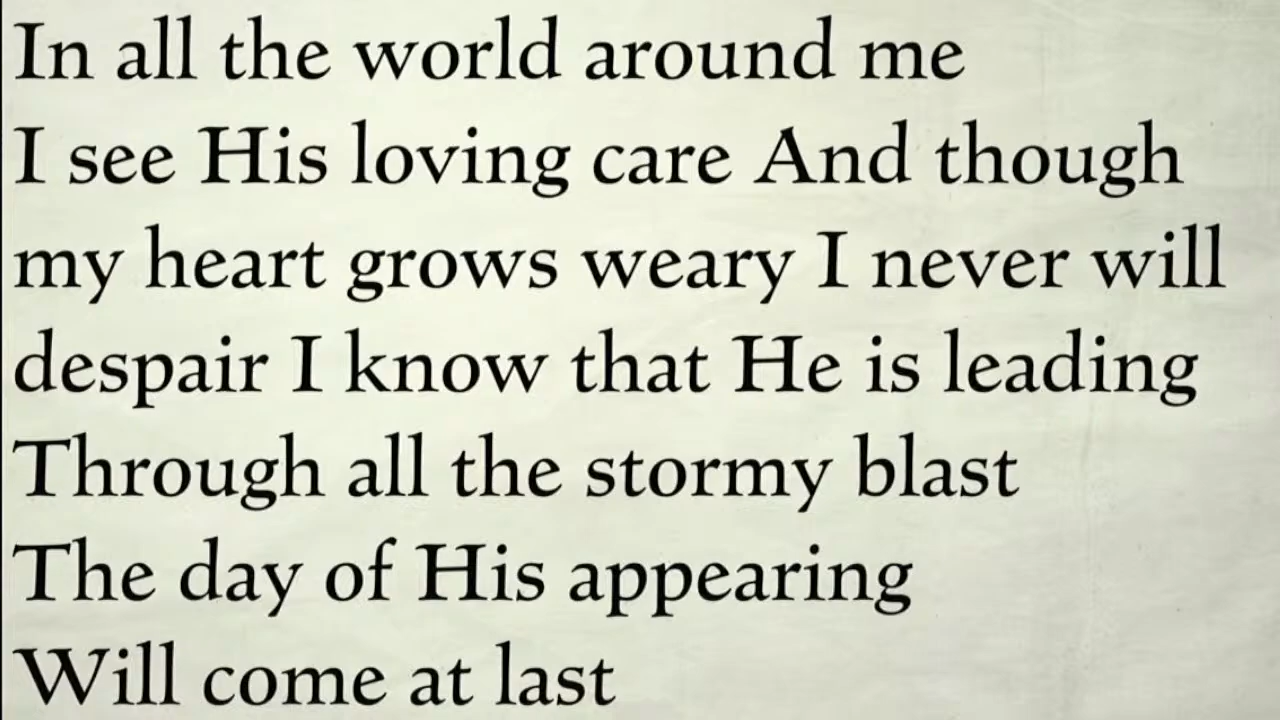 In all the world around me
I see His loving care And though
my heart grows weary I never will
despair I know that He is leading
Through all the stormy blast
The day of His appearing
Will come at last